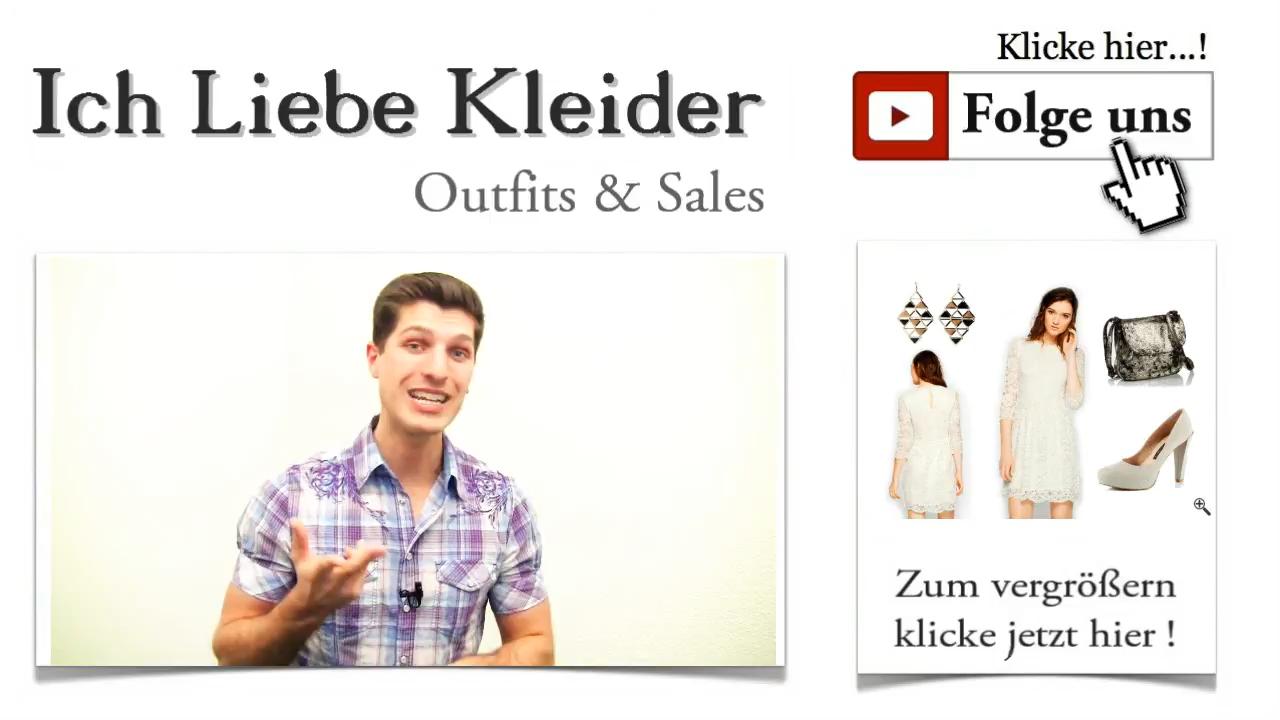 Ich Liebe Kleider
Outfits & Sales
Klicke hier...!
Folge uns
Zum vergrößern
klicke jetzt hier !